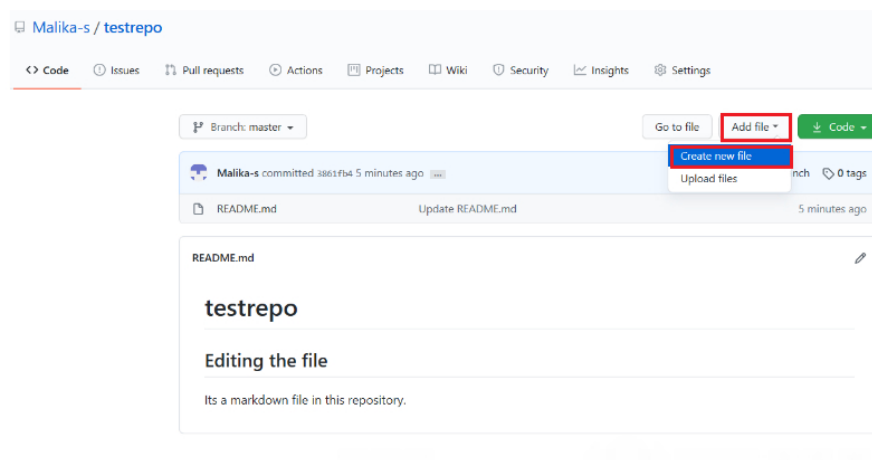 Malika-s / testrepo
<> Code Issues Pull requests Actions Projects Wiki Security Insights Settings
Branch: master Go to file Add file Code
Create new file
Malika-s committed 3861fb4 5 minutes ago ... nch 0 tags
Upload files
README.md Update README.md 5 minutes ago
README.md
testrepo
Editing the file
Its a markdown file in this repository.